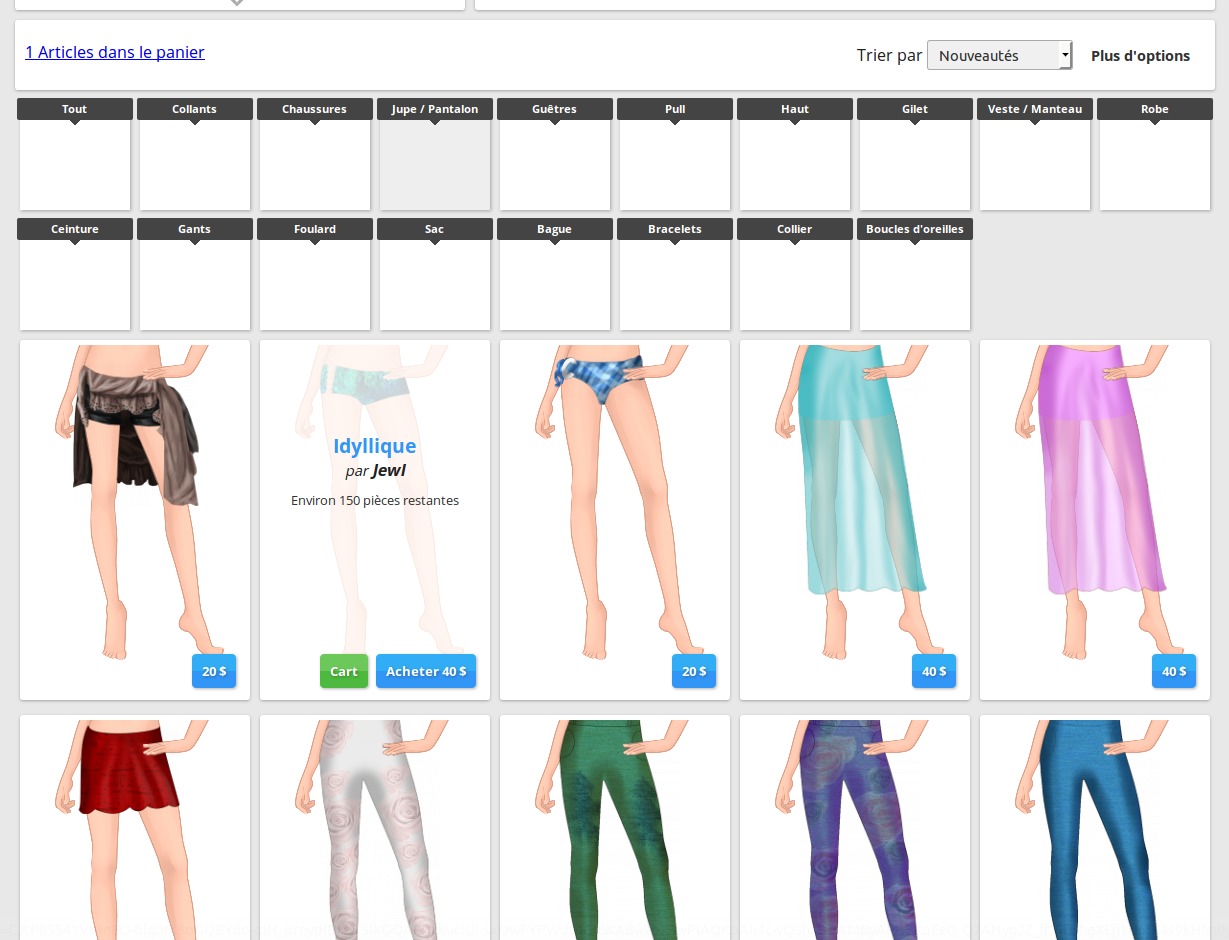 1 Articles dans le panier
Trier par Nouveautés Plus d'options
Tout Collants Chaussures Jupe / Pantalon Guêtres Pull Haut Gilet Veste / Manteau Robe
Ceinture Gants Foulard Sac Bague Bracelets Collier Boucles d'oreilles
Idyllique
par Jewl
Environ 150 pièces restantes
20 $ Cart Acheter 40 $ 20 $ 40 $ 40 $